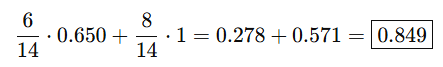 6/14 · 0.650 + 8/14 · 1 = 0.278 + 0.571 = 0.849